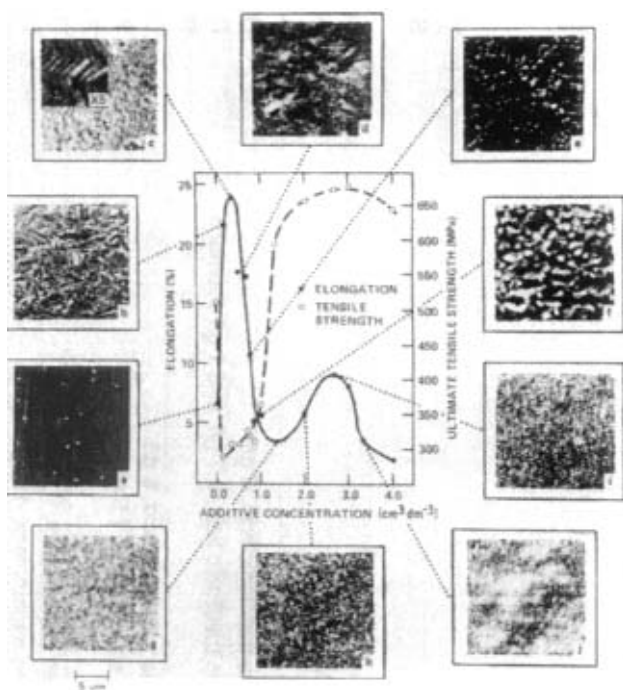 X5
c
d
e
b
f
a
g
h
25
20
15
10
5
ELONGATION (%)
650
600
550
500
450
400
350
300
ULTIMATE TENSILE STRENGTH (MPa)
ELONGATION
TENSILE
STRENGTH
0.0 1.0 2.0 3.0 4.0
ADDITIVE CONCENTRATION (cm³ dm⁻³)
5 µm